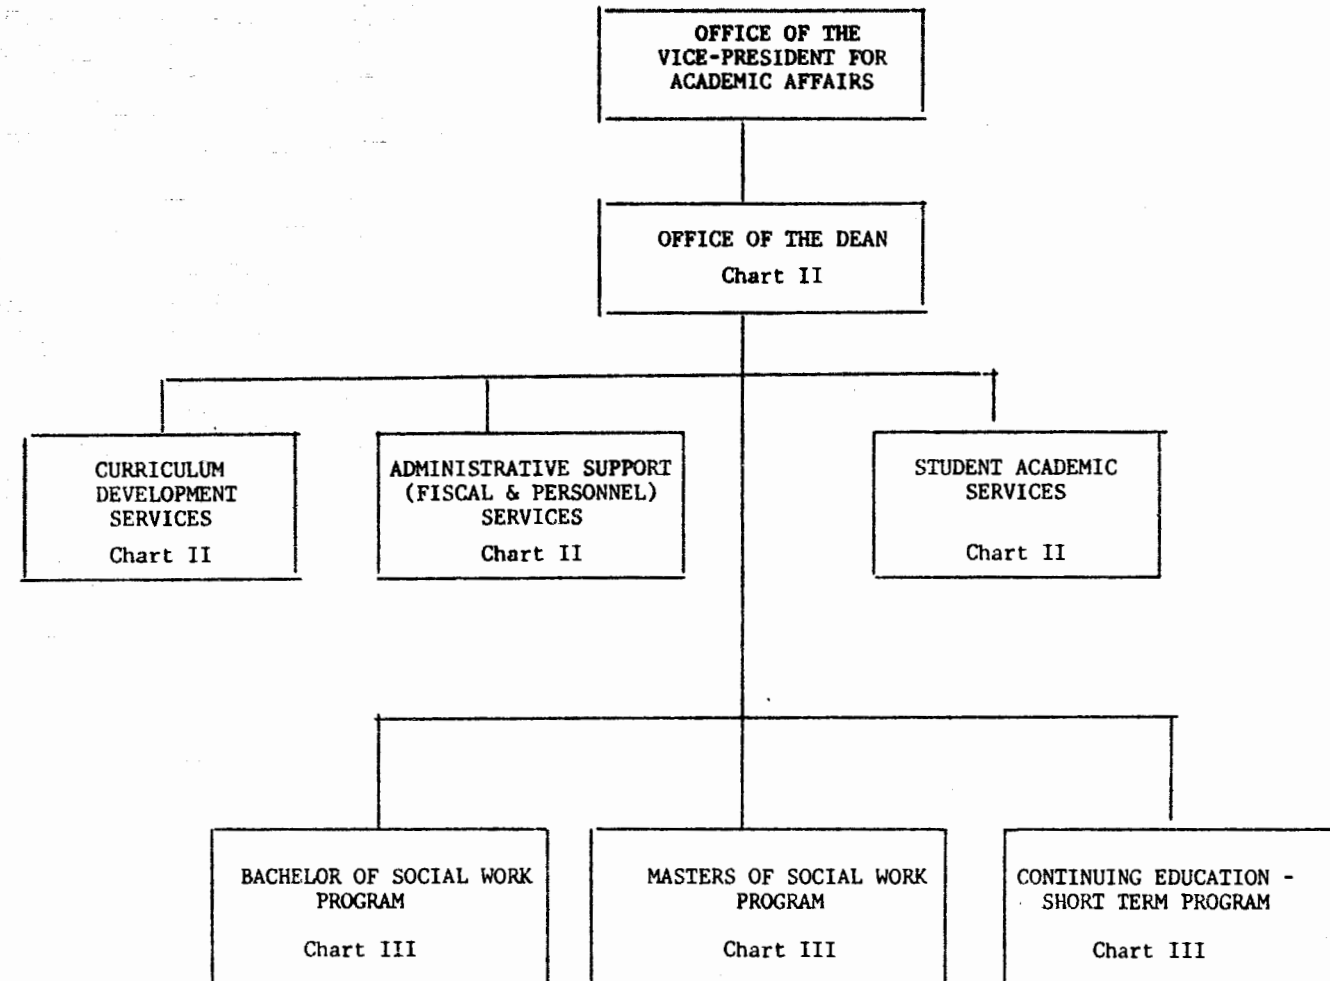 OFFICE OF THE
VICE-PRESIDENT FOR
ACADEMIC AFFAIRS
OFFICE OF THE DEAN
Chart II
CURRICULUM
DEVELOPMENT
SERVICES
Chart II
ADMINISTRATIVE SUPPORT
(FISCAL & PERSONNEL)
SERVICES
Chart II
STUDENT ACADEMIC
SERVICES
Chart II
BACHELOR OF SOCIAL WORK
PROGRAM
Chart III
MASTERS OF SOCIAL WORK
PROGRAM
Chart III
CONTINUING EDUCATION -
SHORT TERM PROGRAM
Chart III